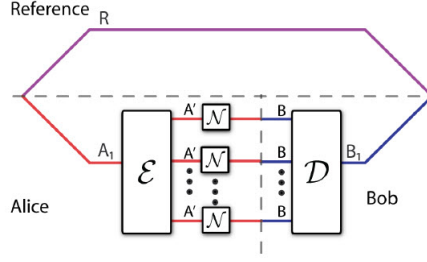 Reference
R
A′ 𝒩 B
A₁ ℰ A′ 𝒩 B 𝒟 B₁
Alice A′ 𝒩 B Bob